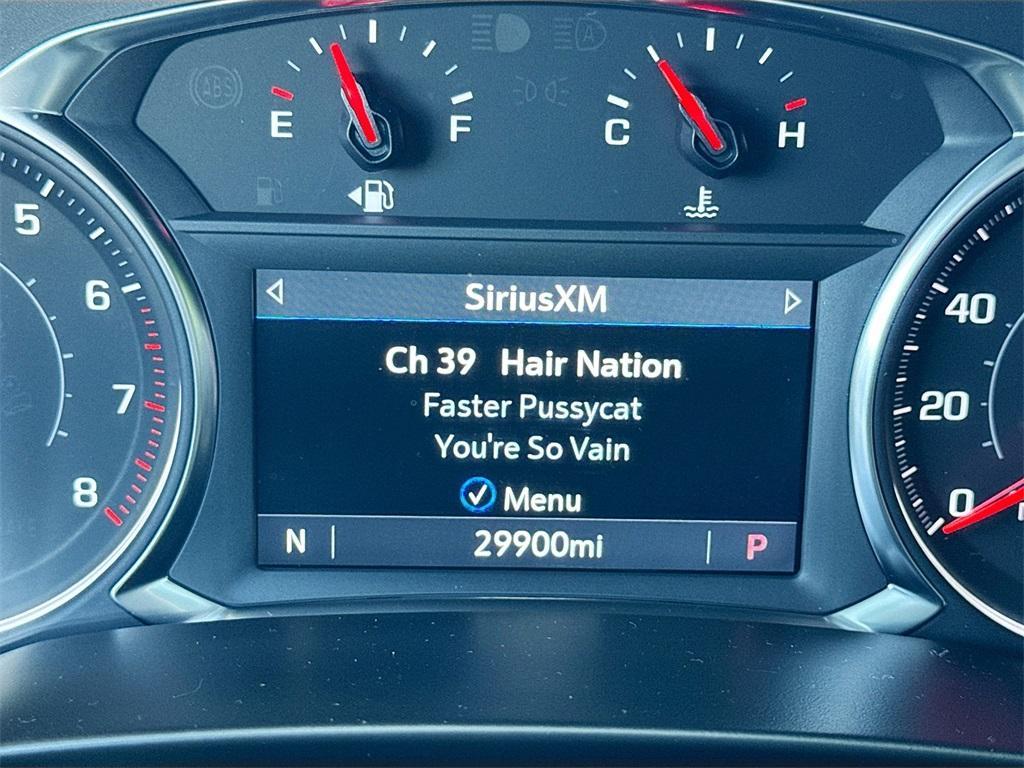 ABS
A
E
F
C
H
5
6
7
8
40
20
0
SiriusXM
Ch 39 Hair Nation
Faster Pussycat
You're So Vain
Menu
N
29900mi
P